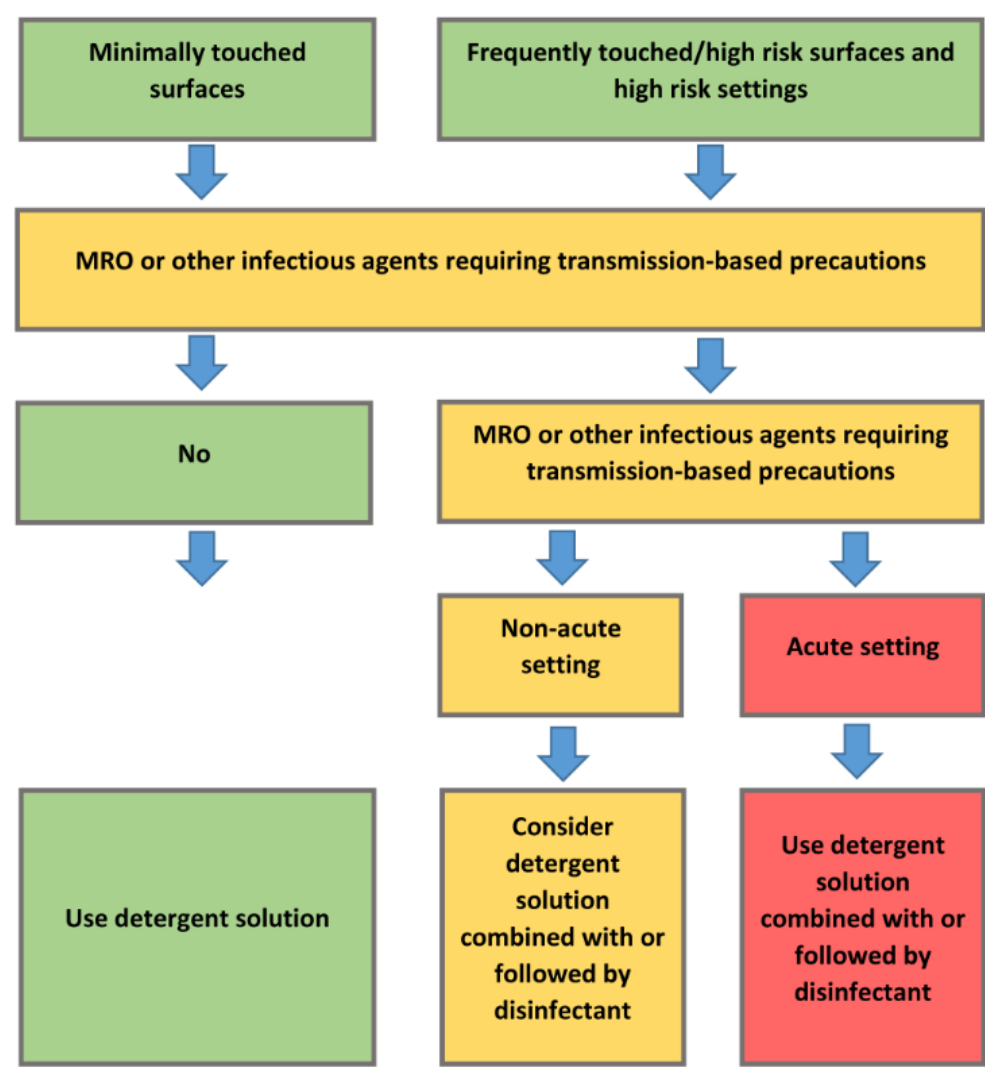 Minimally touched
surfaces
Frequently touched/high risk surfaces and
high risk settings
MRO or other infectious agents requiring transmission-based precautions
No
MRO or other infectious agents requiring
transmission-based precautions
Non-acute
setting
Acute setting
Use detergent solution
Consider
detergent
solution
combined with or
followed by
disinfectant
Use detergent
solution
combined with or
followed by
disinfectant